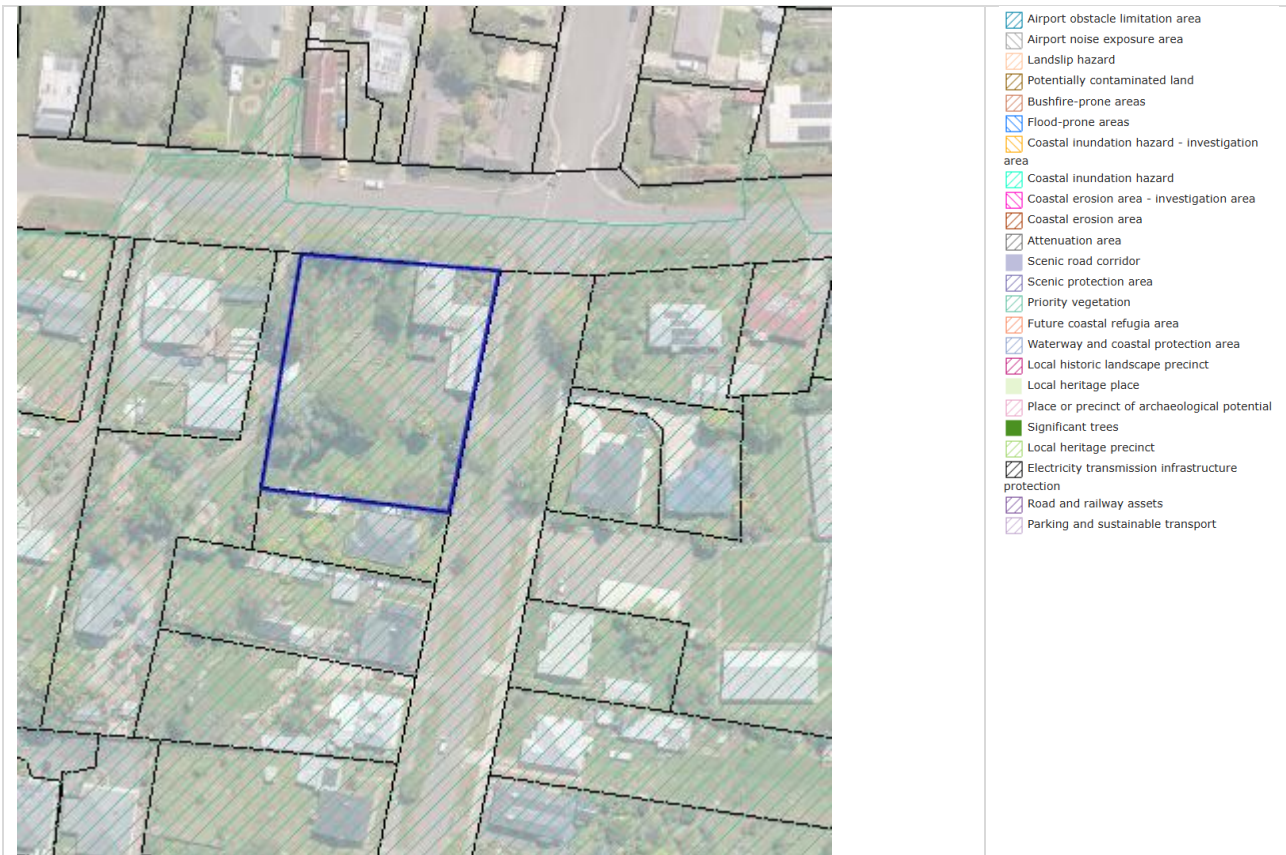 Airport obstacle limitation area
Airport noise exposure area
Landslip hazard
Potentially contaminated land
Bushfire-prone areas
Flood-prone areas
Coastal inundation hazard - investigation
area
Coastal inundation hazard
Coastal erosion area - investigation area
Coastal erosion area
Attenuation area
Scenic road corridor
Scenic protection area
Priority vegetation
Future coastal refugia area
Waterway and coastal protection area
Local historic landscape precinct
Local heritage place
Place or precinct of archaeological potential
Significant trees
Local heritage precinct
Electricity transmission infrastructure
protection
Road and railway assets
Parking and sustainable transport